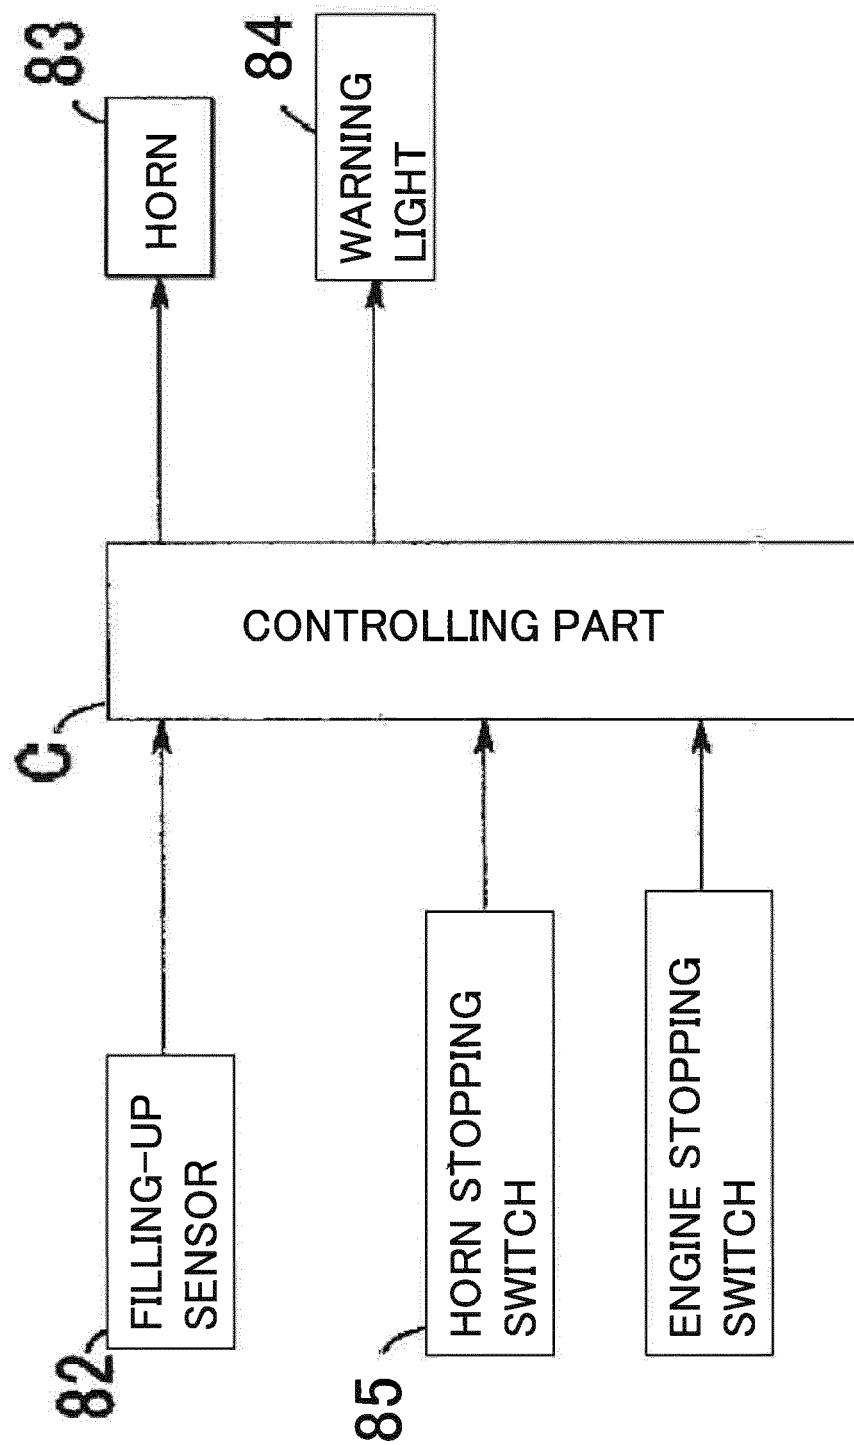 82
FILLING-UP
SENSOR
85
HORN STOPPING
SWITCH
ENGINE STOPPING
SWITCH
C
CONTROLLING PART
83
HORN
84
WARNING
LIGHT